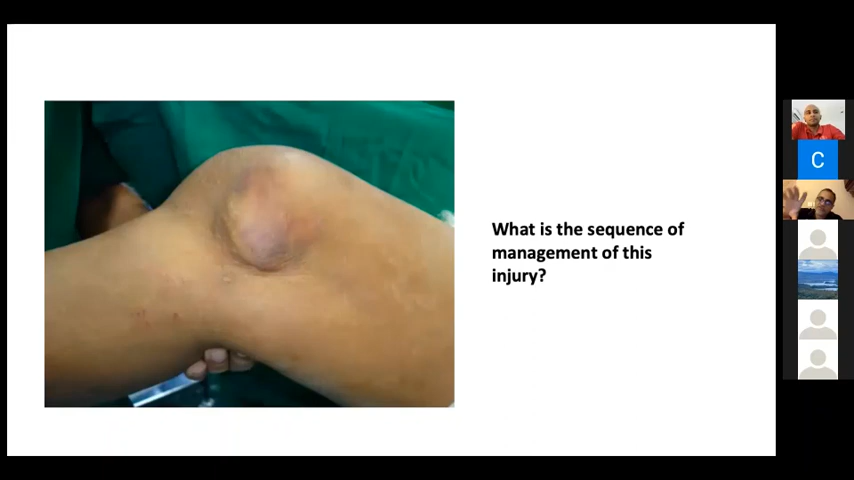 What is the sequence of
management of this
injury?
C